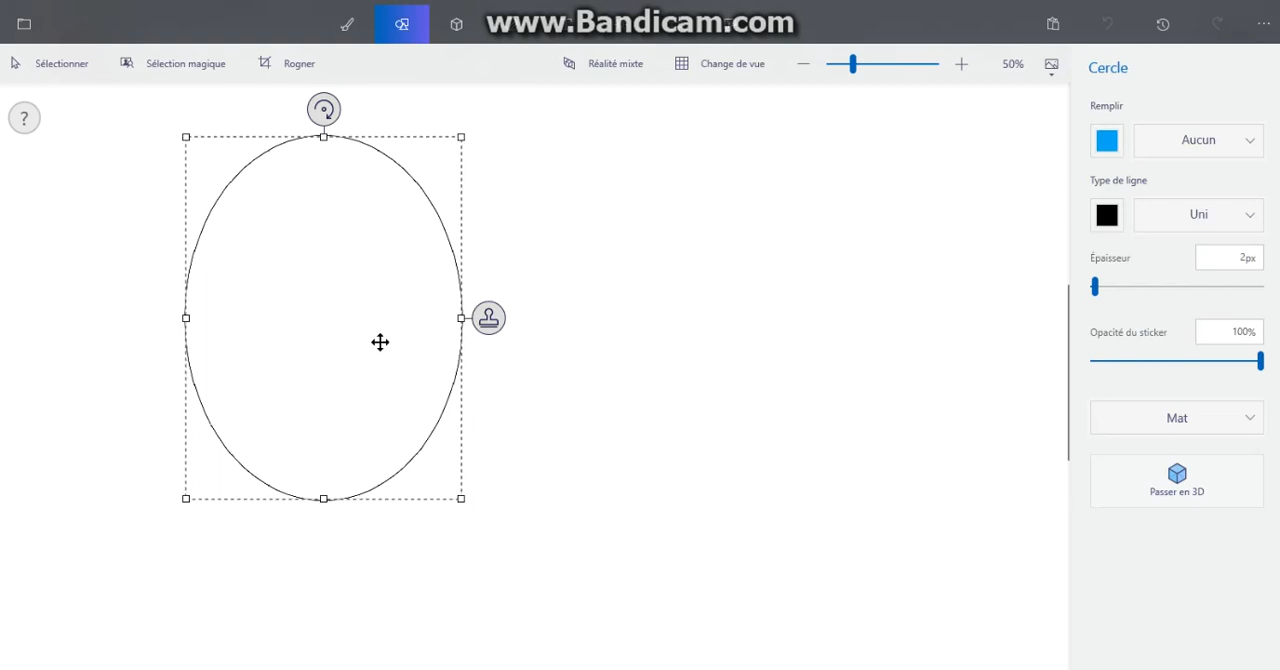 www.Bandicam.com
Sélectionner Sélection magique Rogner Réalité mixte Change de vue 50%
?
Cercle
Remplir
Aucun
Type de ligne
Uni
Épaisseur 2px
Opacité du sticker 100%
Mat
Passer en 3D